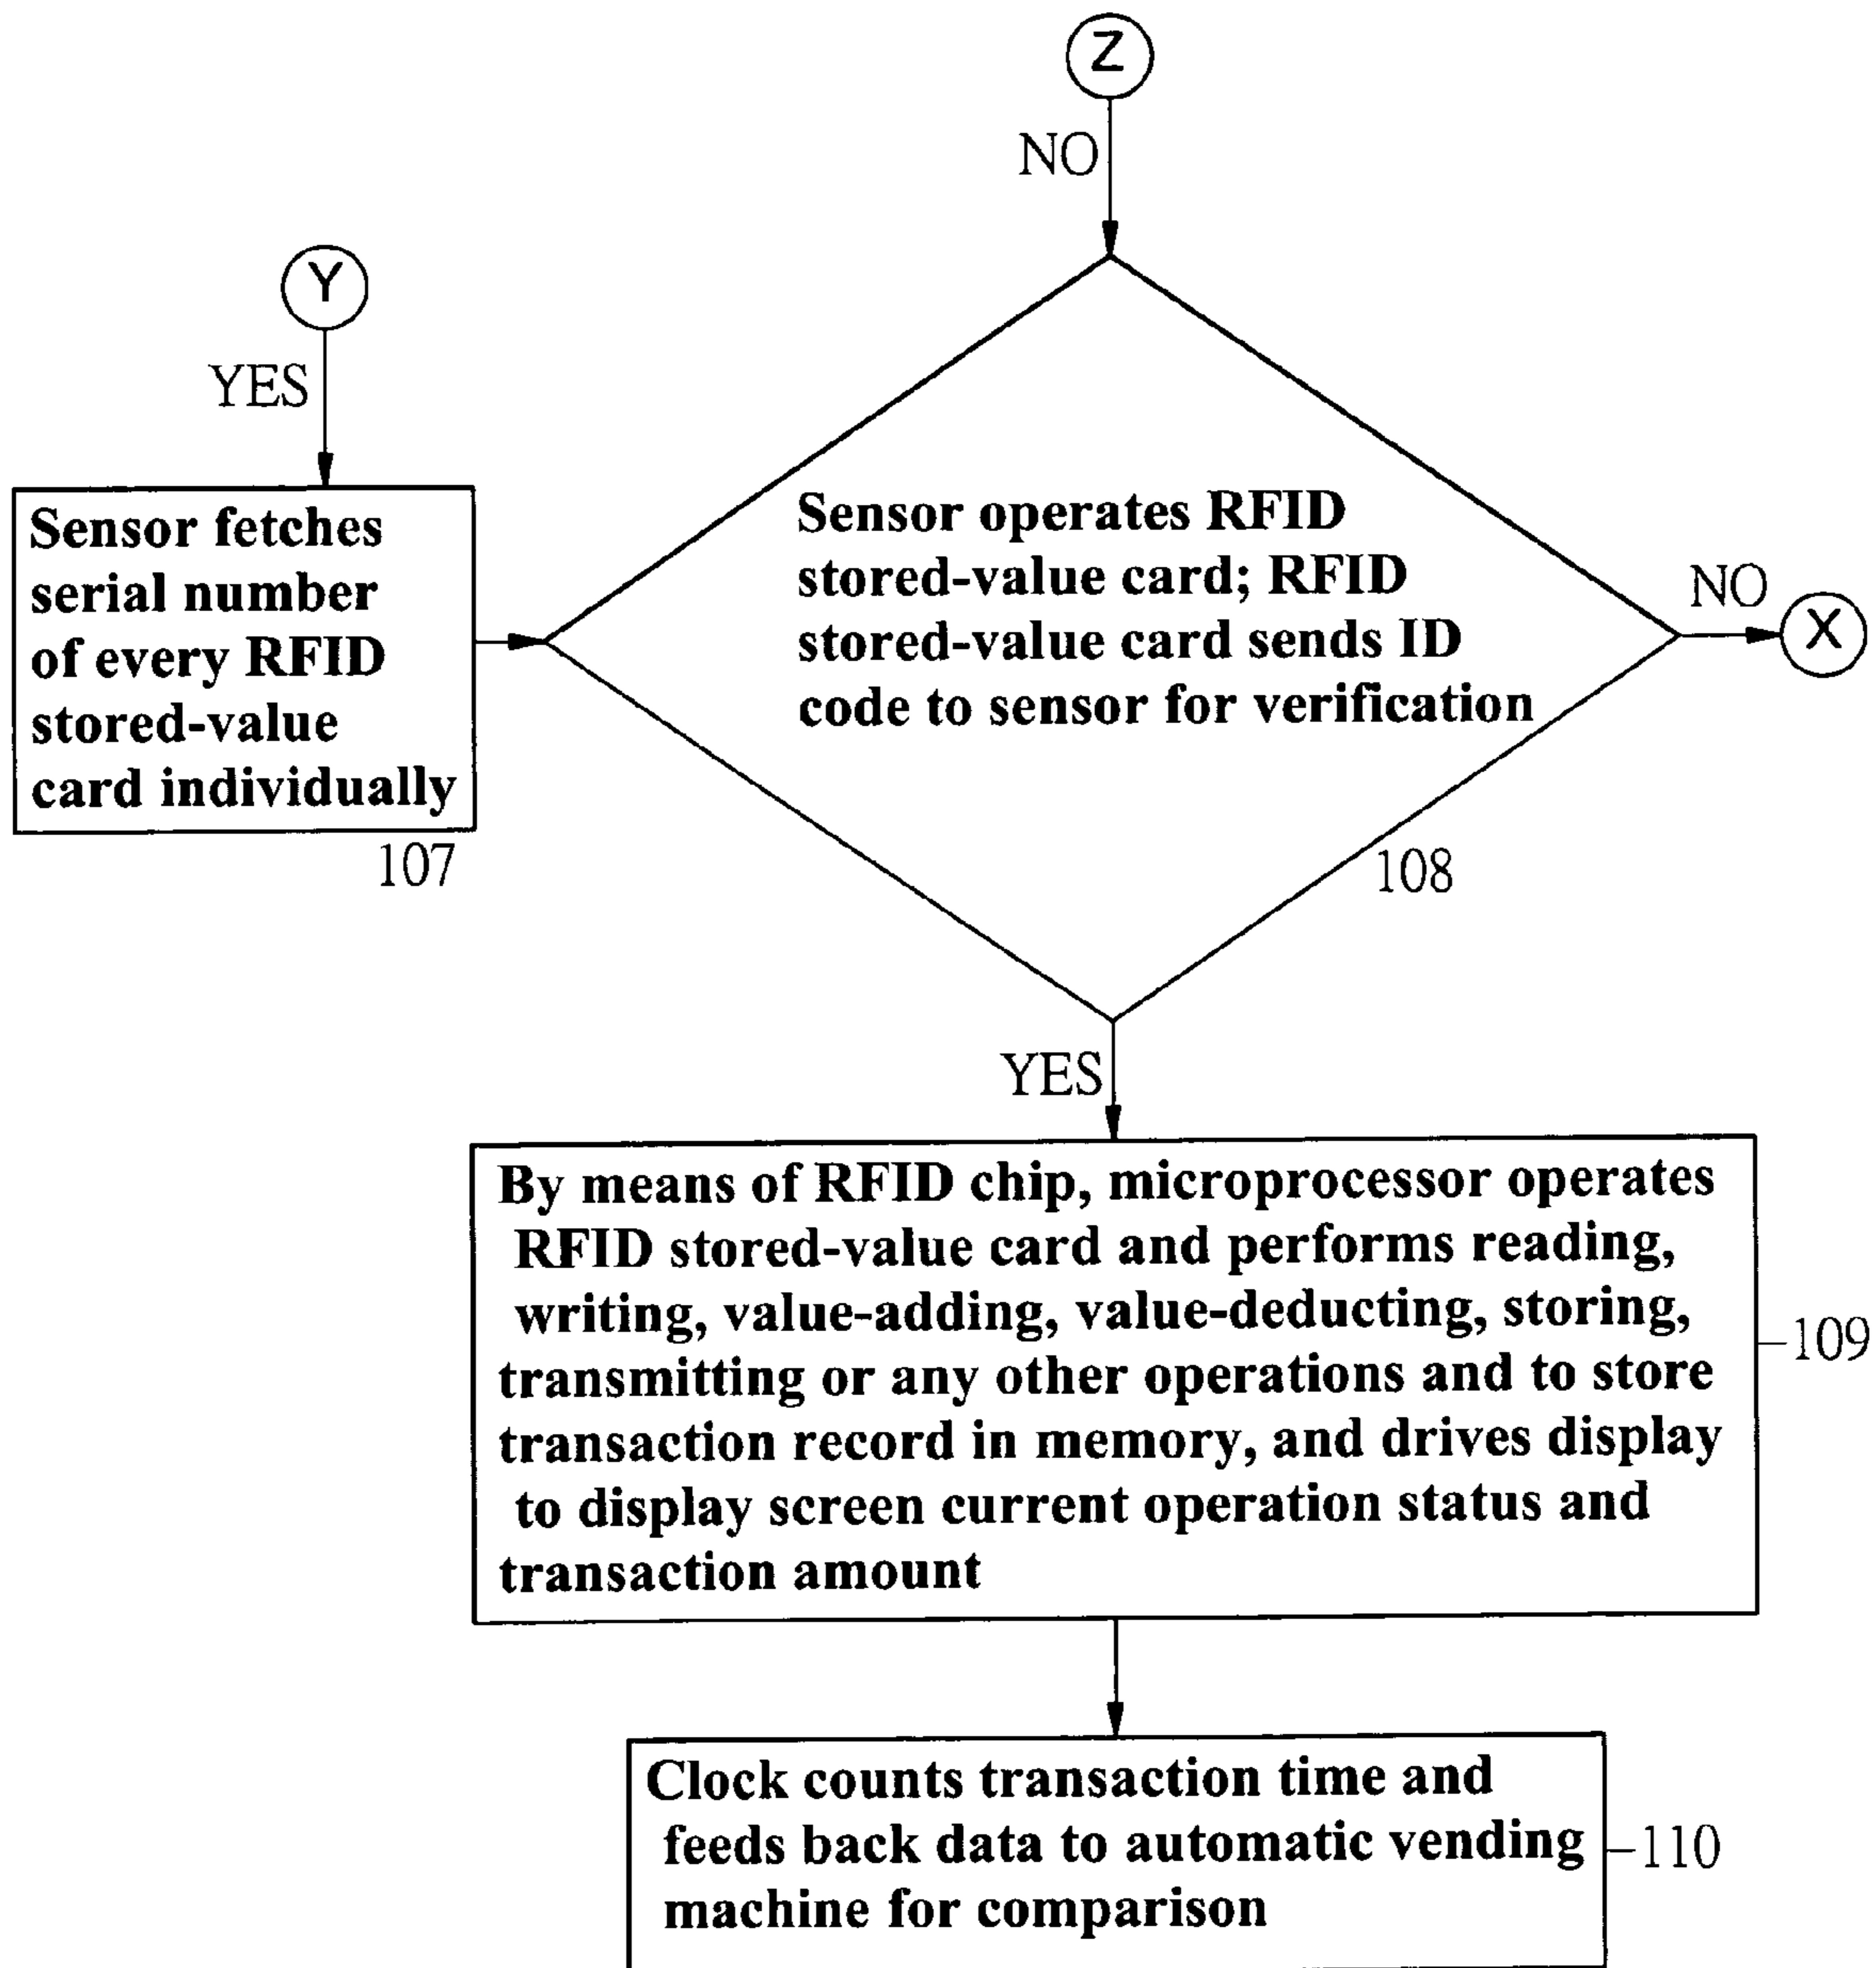 Z
NO
Y
YES
Sensor fetches
serial number
of every RFID
stored-value
card individually
107
Sensor operates RFID
stored-value card; RFID
stored-value card sends ID
code to sensor for verification
108
NO
X
YES
By means of RFID chip, microprocessor operates
RFID stored-value card and performs reading,
writing, value-adding, value-deducting, storing,
transmitting or any other operations and to store
transaction record in memory, and drives display
to display screen current operation status and
transaction amount
109
Clock counts transaction time and
feeds back data to automatic vending
machine for comparison
110